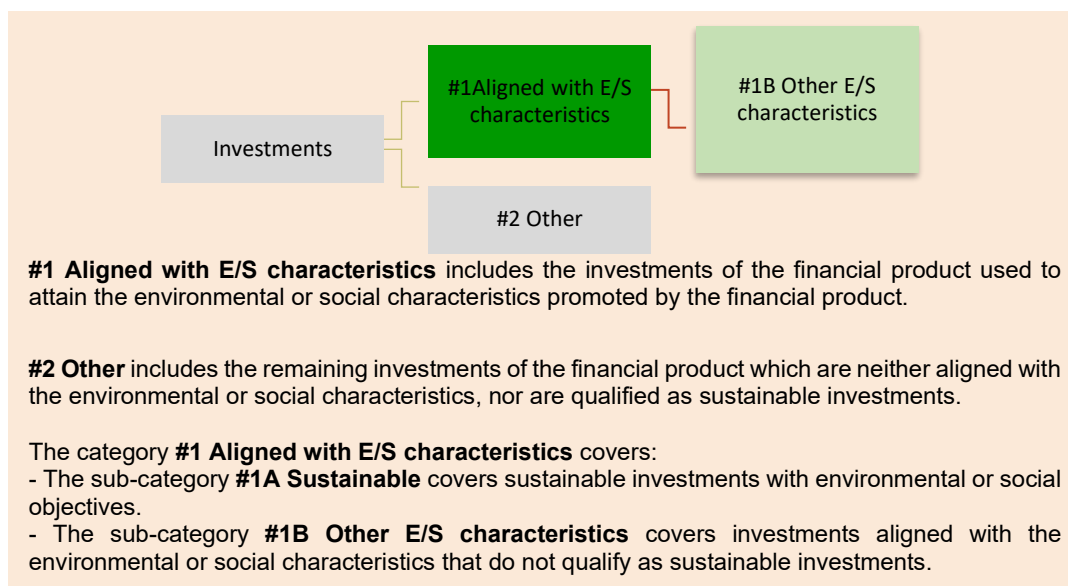 #1Aligned with E/S
characteristics
#1B Other E/S
characteristics
Investments
#2 Other
#1 Aligned with E/S characteristics includes the investments of the financial product used to
attain the environmental or social characteristics promoted by the financial product.
#2 Other includes the remaining investments of the financial product which are neither aligned with
the environmental or social characteristics, nor are qualified as sustainable investments.
The category #1 Aligned with E/S characteristics covers:
- The sub-category #1A Sustainable covers sustainable investments with environmental or social
objectives.
- The sub-category #1B Other E/S characteristics covers investments aligned with the
environmental or social characteristics that do not qualify as sustainable investments.